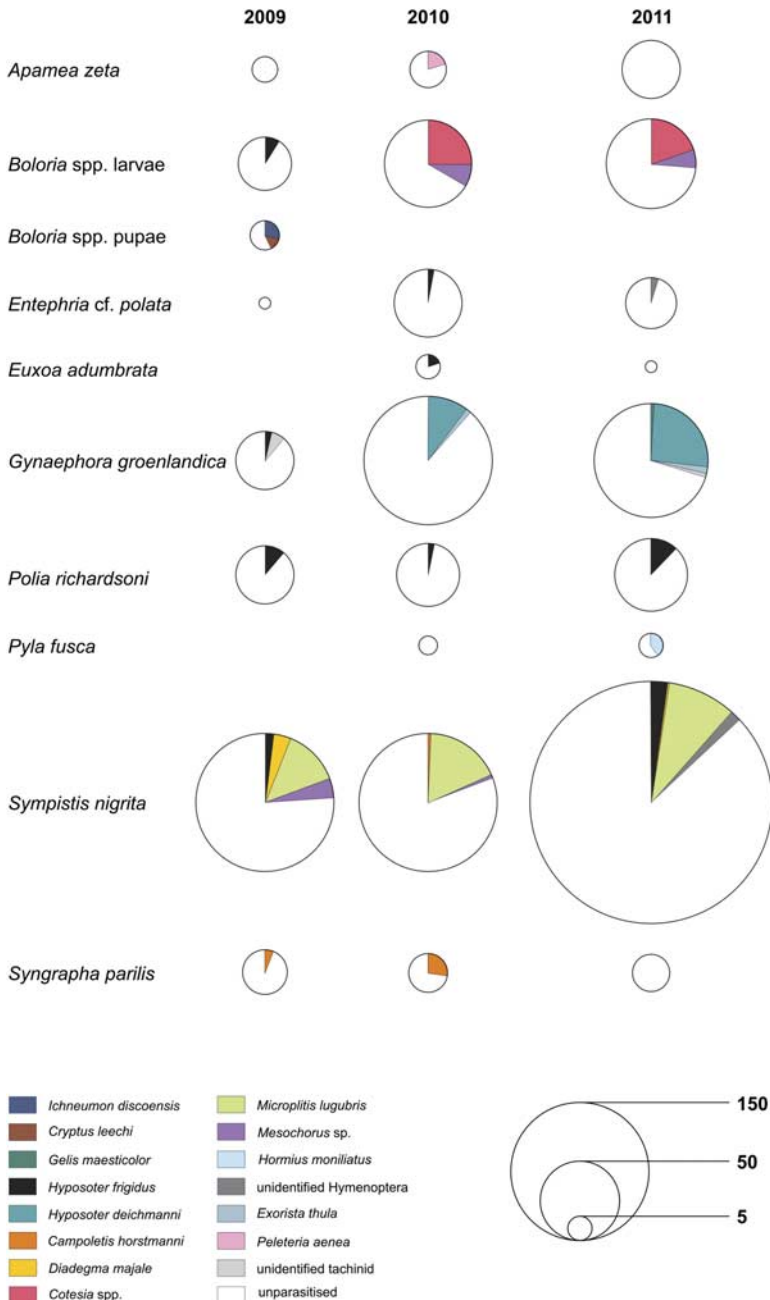 2009 2010 2011
Apamea zeta
Boloria spp. larvae
Boloria spp. pupae
Entephria cf. polata
Euxoa adumbrata
Gynaephora groenlandica
Polia richardsoni
Pyla fusca
Sympistis nigrita
Syngrapha parilis
Ichneumon discoensis
Cryptus leechi
Gelis maesticolor
Hyposoter frigidus
Hyposoter deichmanni
Campoletis horstmanni
Diadegma majale
Cotesia spp.
Microplitis lugubris
Mesochorus sp.
Hormius moniliatus
unidentified Hymenoptera
Exorista thula
Peleteria aenea
unidentified tachinid
unparasitised
150
50
5